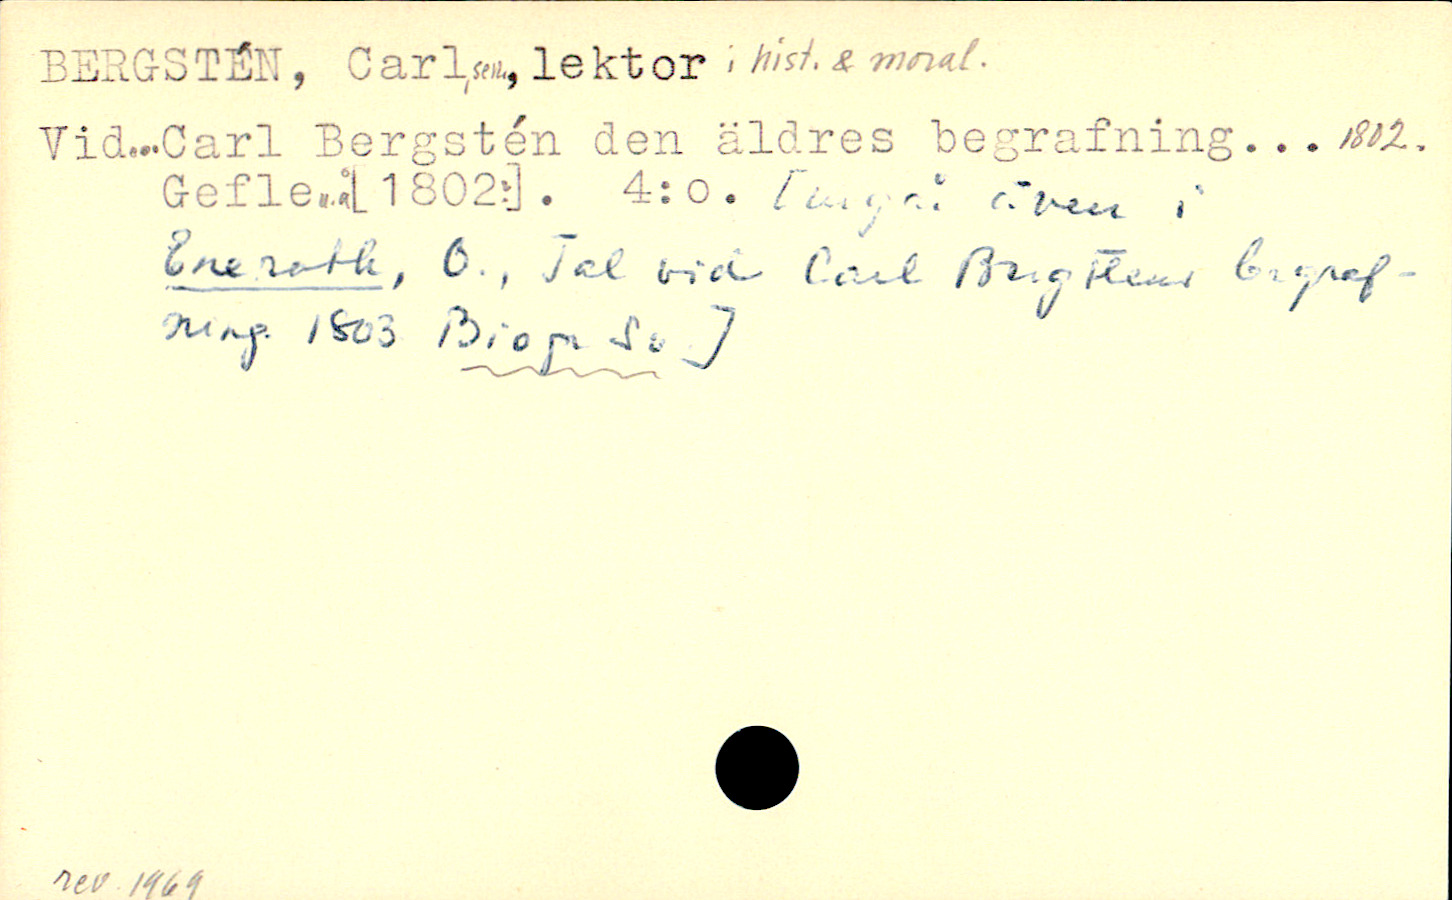 BERGSTÉN, Carl, sen., lektor i hist. & moral.
Vid...Carl Bergstén den äldres begrafning... 1802.
Gefle u.å. [1802:]. 4:o. [Ingår även i
Eneroth, O., Tal vid Carl Bergstens begraf-
ning. 1803 Biogr Sv.]
rev. 1969